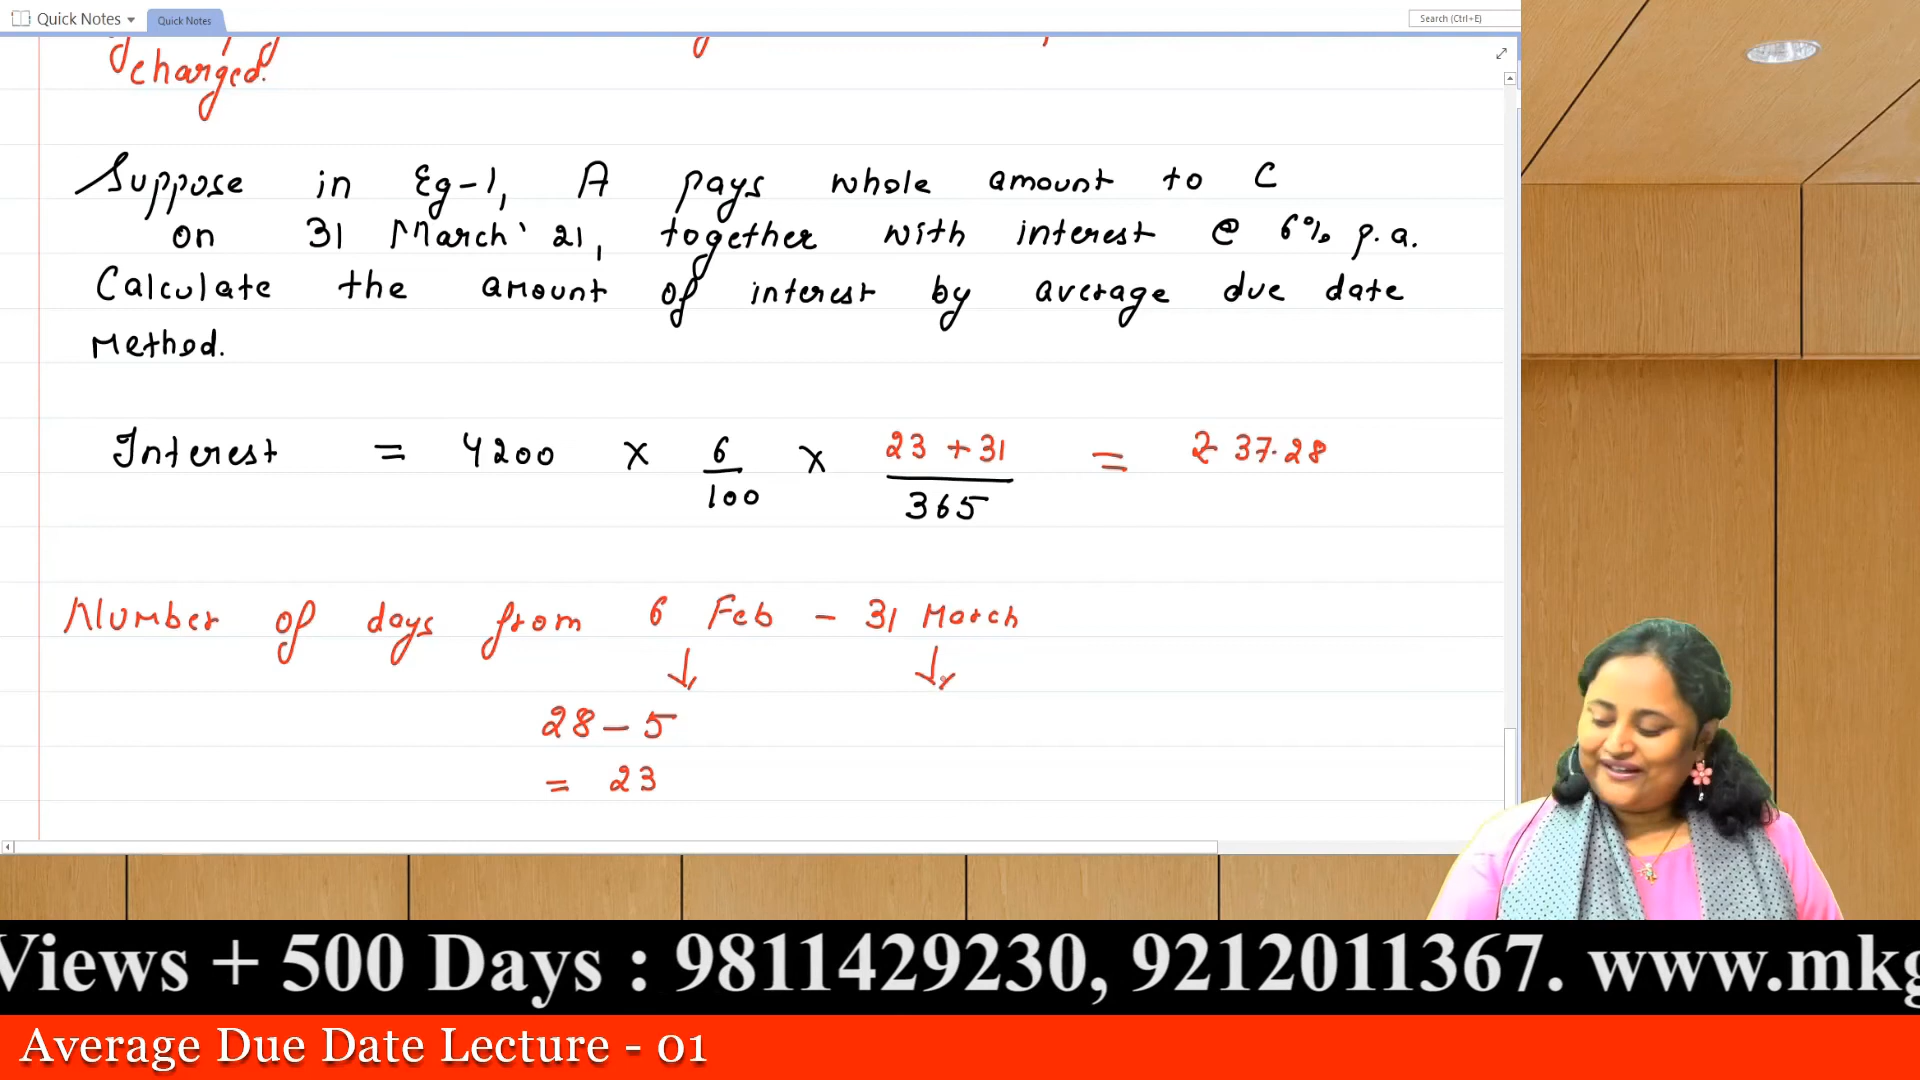 Quick Notes
Quick Notes
Search (Ctrl+E)
charged.
Suppose in Eg-1, A pays whole amount to C
on 31 March' 21, together with interest @ 6% p.a.
Calculate the amount of interest by average due date
Method.
Interest = 4200 × 6/100 × 23 + 31/365 = 37.28
Number of days from 6 Feb - 31 March
↓ ↓
28 - 5
= 23
Views + 500 Days : 9811429230, 9212011367. www.mkg
Average Due Date Lecture - 01